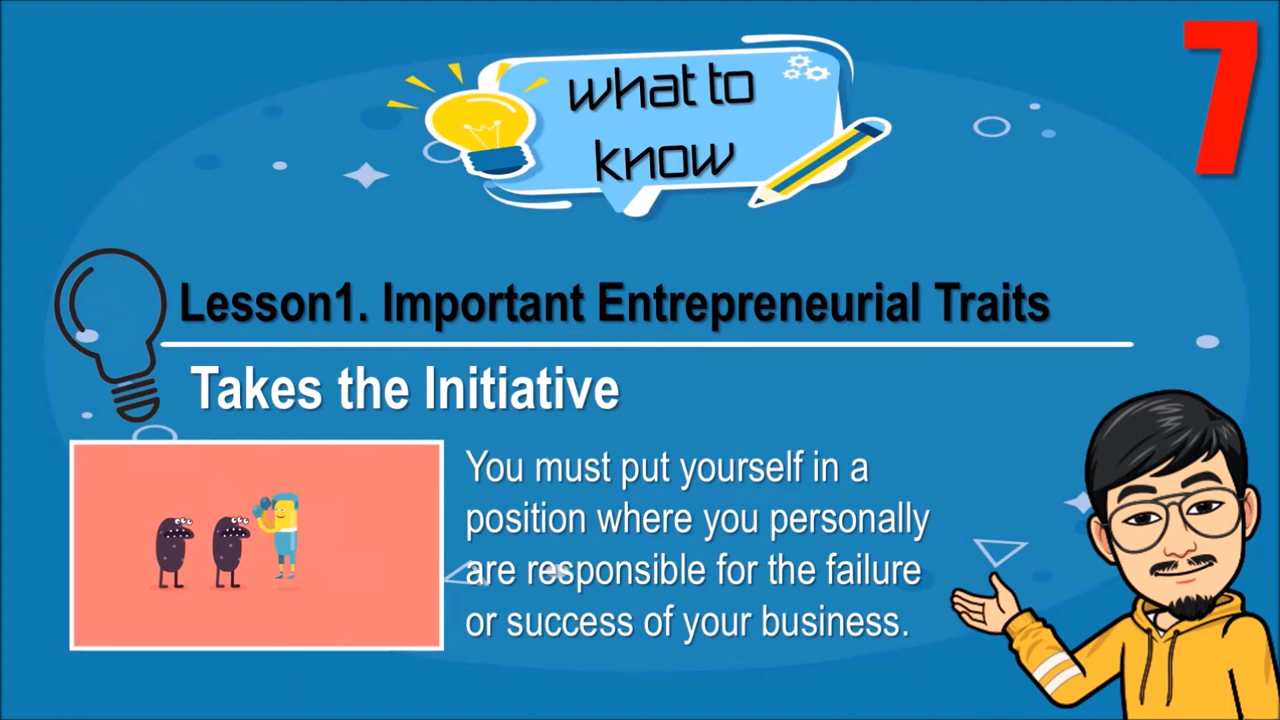 7
what to
know
Lesson1. Important Entrepreneurial Traits
Takes the Initiative
You must put yourself in a
position where you personally
are responsible for the failure
or success of your business.